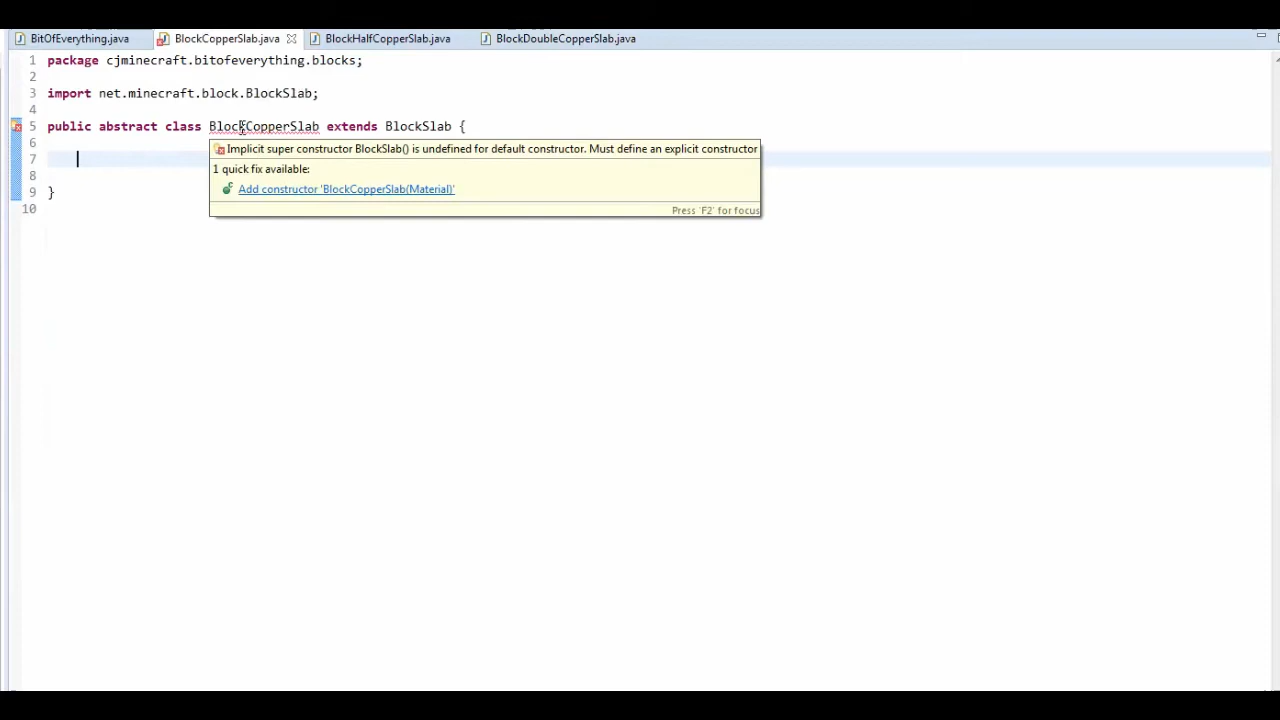 BitOfEverything.java BlockCopperSlab.java BlockHalfCopperSlab.java BlockDoubleCopperSlab.java
1 package cjminecraft.bitofeverything.blocks;
2
3 import net.minecraft.block.BlockSlab;
4
5 public abstract class BlockCopperSlab extends BlockSlab {
6
Implicit super constructor BlockSlab() is undefined for default constructor. Must define an explicit constructor
7
1 quick fix available:
8
Add constructor 'BlockCopperSlab(Material)'
9 }
10
Press 'F2' for focus